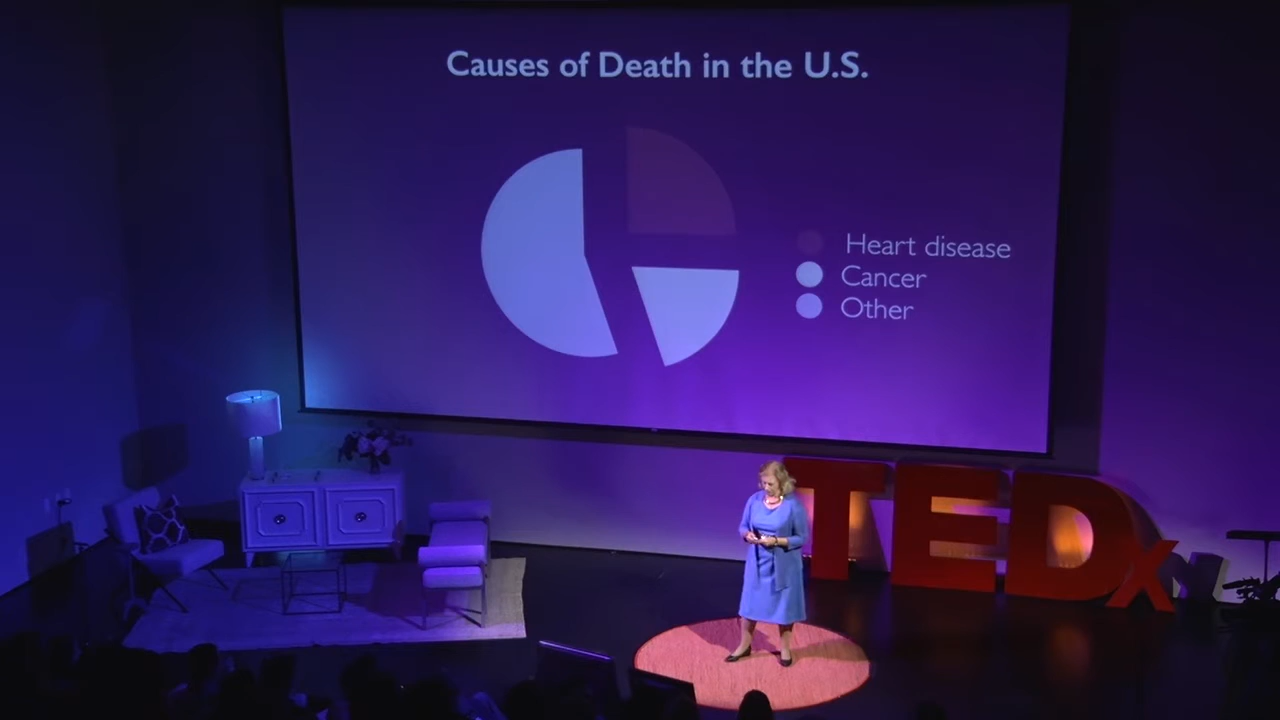 Causes of Death in the U.S.
Heart disease
Cancer
Other
TEDx